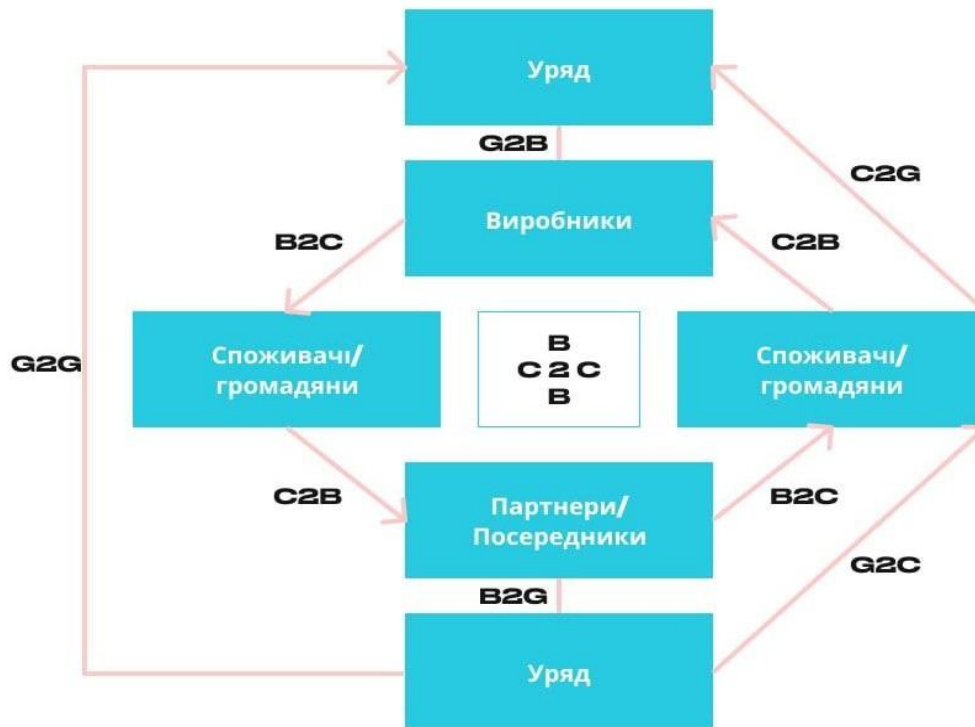 Уряд
G2B
C2G
Виробники
B2C
C2B
Споживачі/
громадяни
B
C 2 C
B
Споживачі/
громадяни
G2G
C2B
Партнери/
Посередники
B2C
G2C
B2G
Уряд